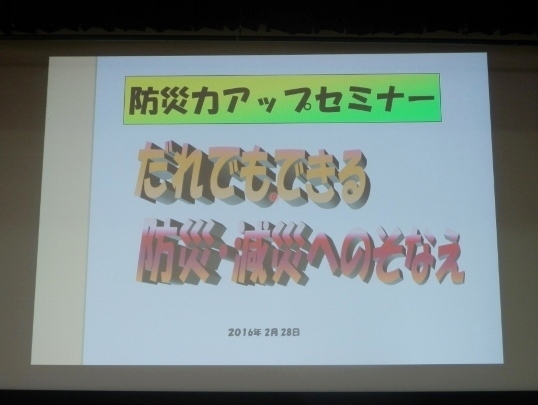 防災力アップセミナー
だれでもできる
防災・減災へのそなえ
2016年 2月 28日